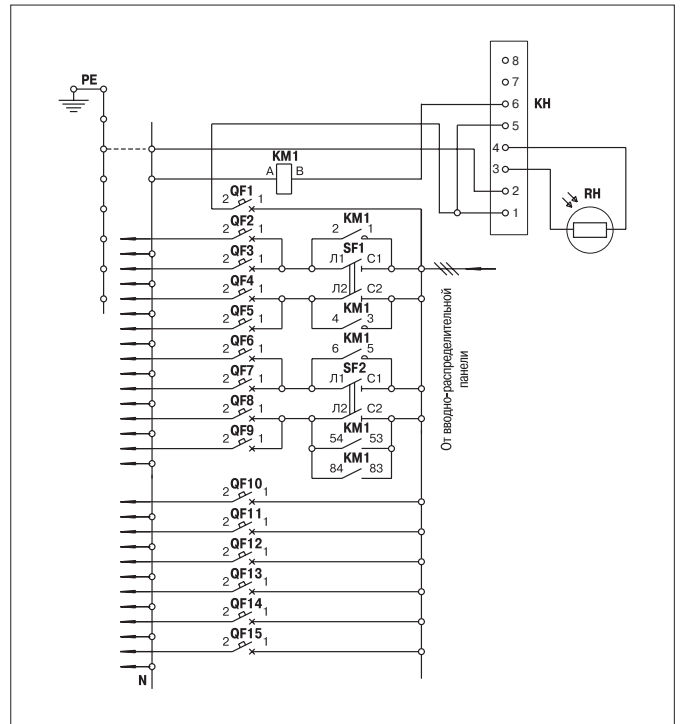 8
PE
7
6 KH
5
4
KM1
A B
3
RH
QF1
2 1
2
QF2
2 1
KM1
2 1
1
QF3
2 1
SF1
Л1 C1
QF4
2 1
Л2 C2
QF5
2 1
KM1
4 3
QF6
2 1
KM1
6 5
QF7
2 1
SF2
Л1 C1
QF8
2 1
Л2 C2
QF9
2 1
KM1
54 53
KM1
84 83
От вводно-распределительной
панели
QF10
2 1
QF11
2 1
QF12
2 1
QF13
2 1
QF14
2 1
QF15
2 1
N